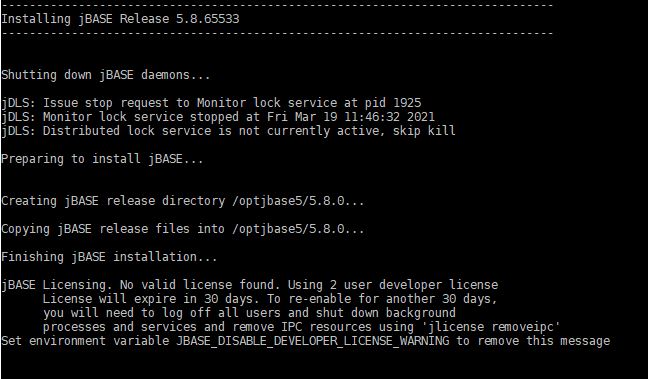 -------------------------------------------------------------------------------
Installing jBASE Release 5.8.65533
-------------------------------------------------------------------------------
Shutting down jBASE daemons...
jDLS: Issue stop request to Monitor lock service at pid 1925
jDLS: Monitor lock service stopped at Fri Mar 19 11:46:32 2021
jDLS: Distributed lock service is not currently active, skip kill
Preparing to install jBASE...
Creating jBASE release directory /optjbase5/5.8.0...
Copying jBASE release files into /optjbase5/5.8.0...
Finishing jBASE installation...
jBASE Licensing. No valid license found. Using 2 user developer license
License will expire in 30 days. To re-enable for another 30 days,
you will need to log off all users and shut down background
processes and services and remove IPC resources using 'jlicense removeipc'
Set environment variable JBASE_DISABLE_DEVELOPER_LICENSE_WARNING to remove this message